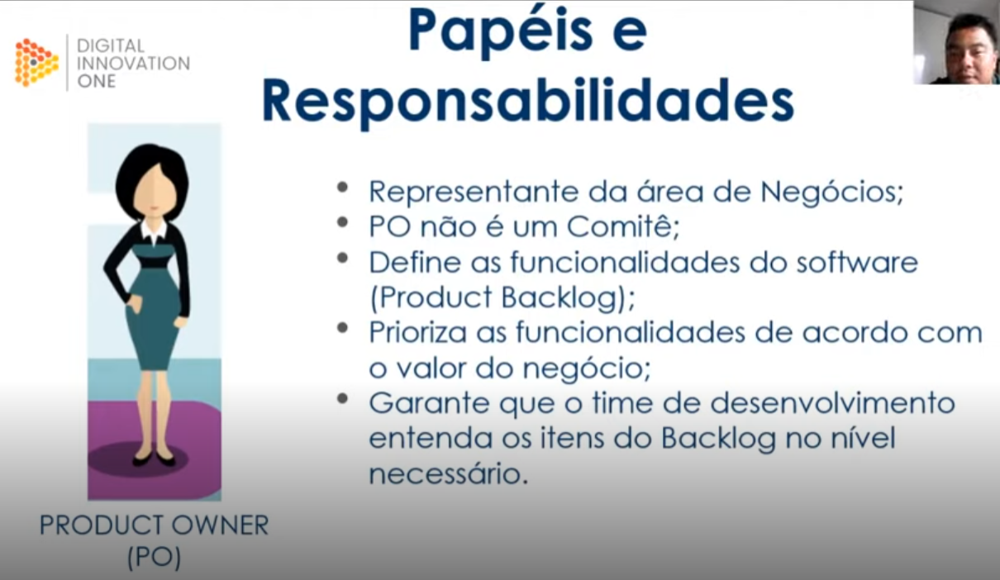 DIGITAL
INNOVATION
ONE
Papéis e
Responsabilidades
• Representante da área de Negócios;
• PO não é um Comitê;
• Define as funcionalidades do software
(Product Backlog);
• Prioriza as funcionalidades de acordo com
o valor do negócio;
• Garante que o time de desenvolvimento
entenda os itens do Backlog no nível
necessário.
PRODUCT OWNER
(PO)